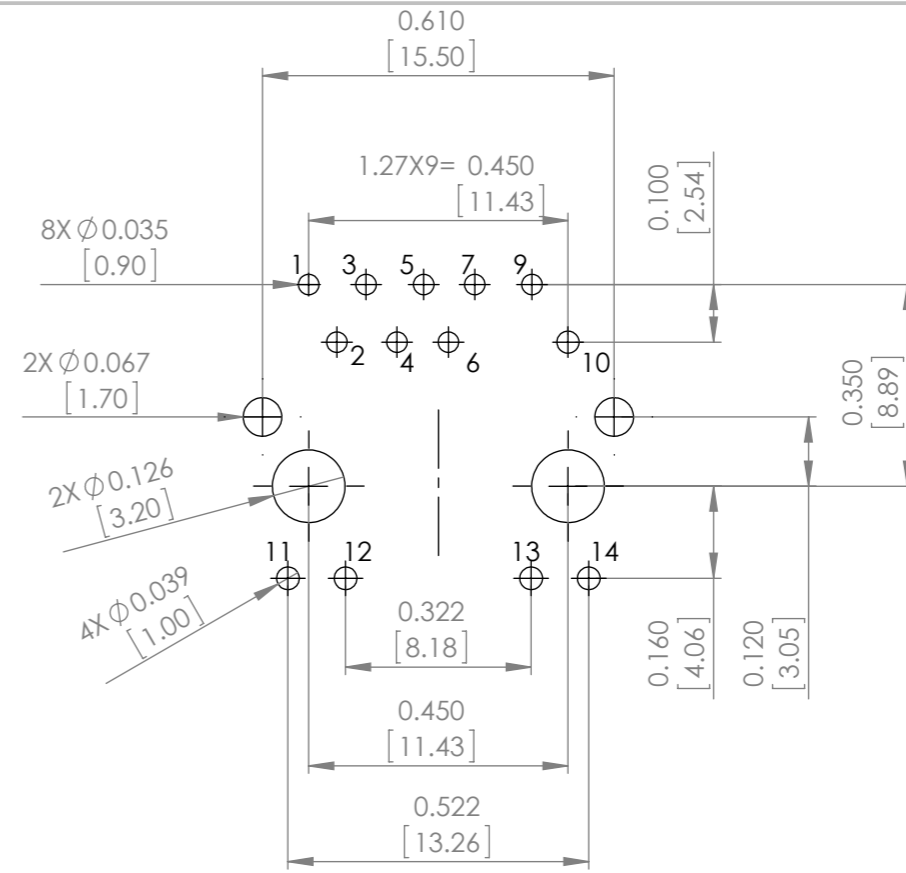 0.610
[15.50]
1.27X9= 0.450
[11.43]
0.100
[2.54]
8X Ø0.035
[0.90]
1 3 5 7 9
2 4 6 10
2X Ø0.067
[1.70]
0.350
[8.89]
2X Ø0.126
[3.20]
11 12 13 14
4X Ø0.039
[1.00]
0.322
[8.18]
0.160
[4.06]
0.120
[3.05]
0.450
[11.43]
0.522
[13.26]